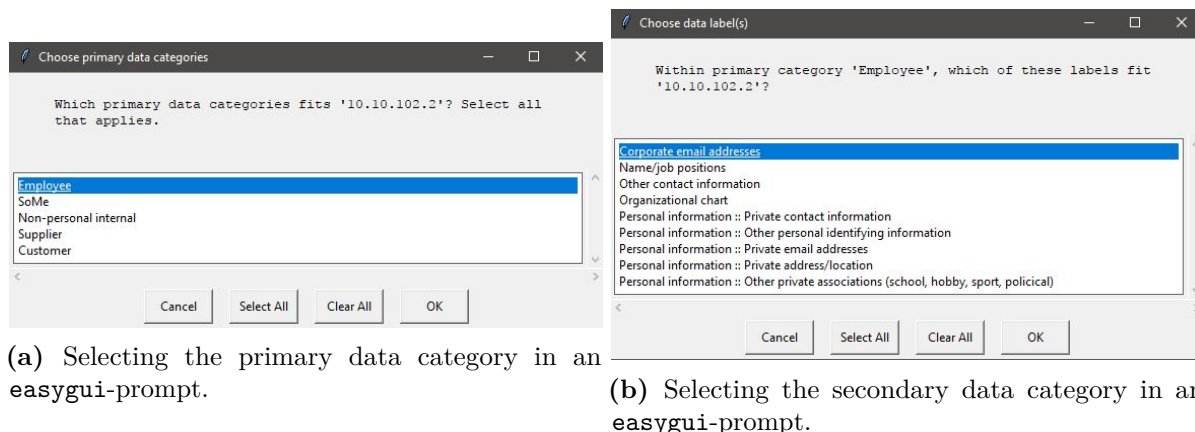 Choose primary data categories
Which primary data categories fits '10.10.102.2'? Select all
that applies.
Employee
SoMe
Non-personal internal
Supplier
Customer
Cancel Select All Clear All OK
(a) Selecting the primary data category in an
easygui-prompt.
Choose data label(s)
Within primary category 'Employee', which of these labels fit
'10.10.102.2'?
Corporate email addresses
Name/job positions
Other contact information
Organizational chart
Personal information :: Private contact information
Personal information :: Other personal identifying information
Personal information :: Private email addresses
Personal information :: Private address/location
Personal information :: Other private associations (school, hobby, sport, policical)
Cancel Select All Clear All OK
(b) Selecting the secondary data category in an
easygui-prompt.